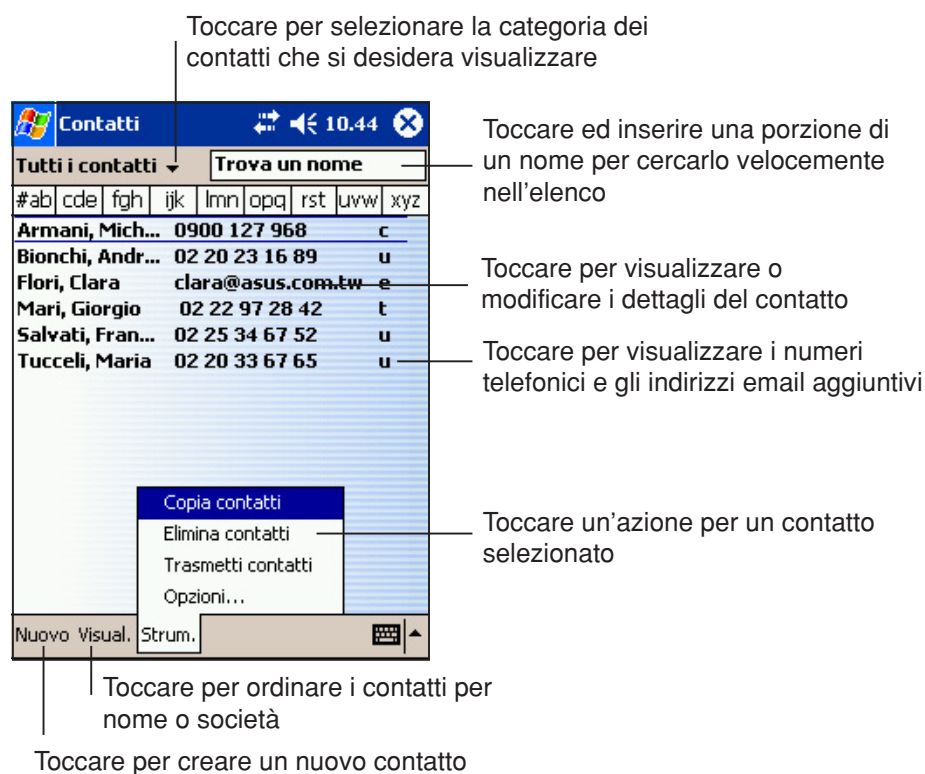 Toccare per selezionare la categoria dei
contatti che si desidera visualizzare
Contatti 10.44
Tutti i contatti Trova un nome
#ab cde fgh ijk lmn opq rst uvw xyz
Armani, Mich... 0900 127 968 c
Bionchi, Andr... 02 20 23 16 89 u
Flori, Clara clara@asus.com.tw e
Mari, Giorgio 02 22 97 28 42 t
Salvati, Fran... 02 25 34 67 52 u
Tucceli, Maria 02 20 33 67 65 u
Toccare ed inserire una porzione di
un nome per cercarlo velocemente
nell'elenco
Toccare per visualizzare o
modificare i dettagli del contatto
Toccare per visualizzare i numeri
telefonici e gli indirizzi email aggiuntivi
Copia contatti
Elimina contatti
Trasmetti contatti
Opzioni...
Toccare un'azione per un contatto
selezionato
Nuovo Visual. Strum.
Toccare per ordinare i contatti per
nome o società
Toccare per creare un nuovo contatto